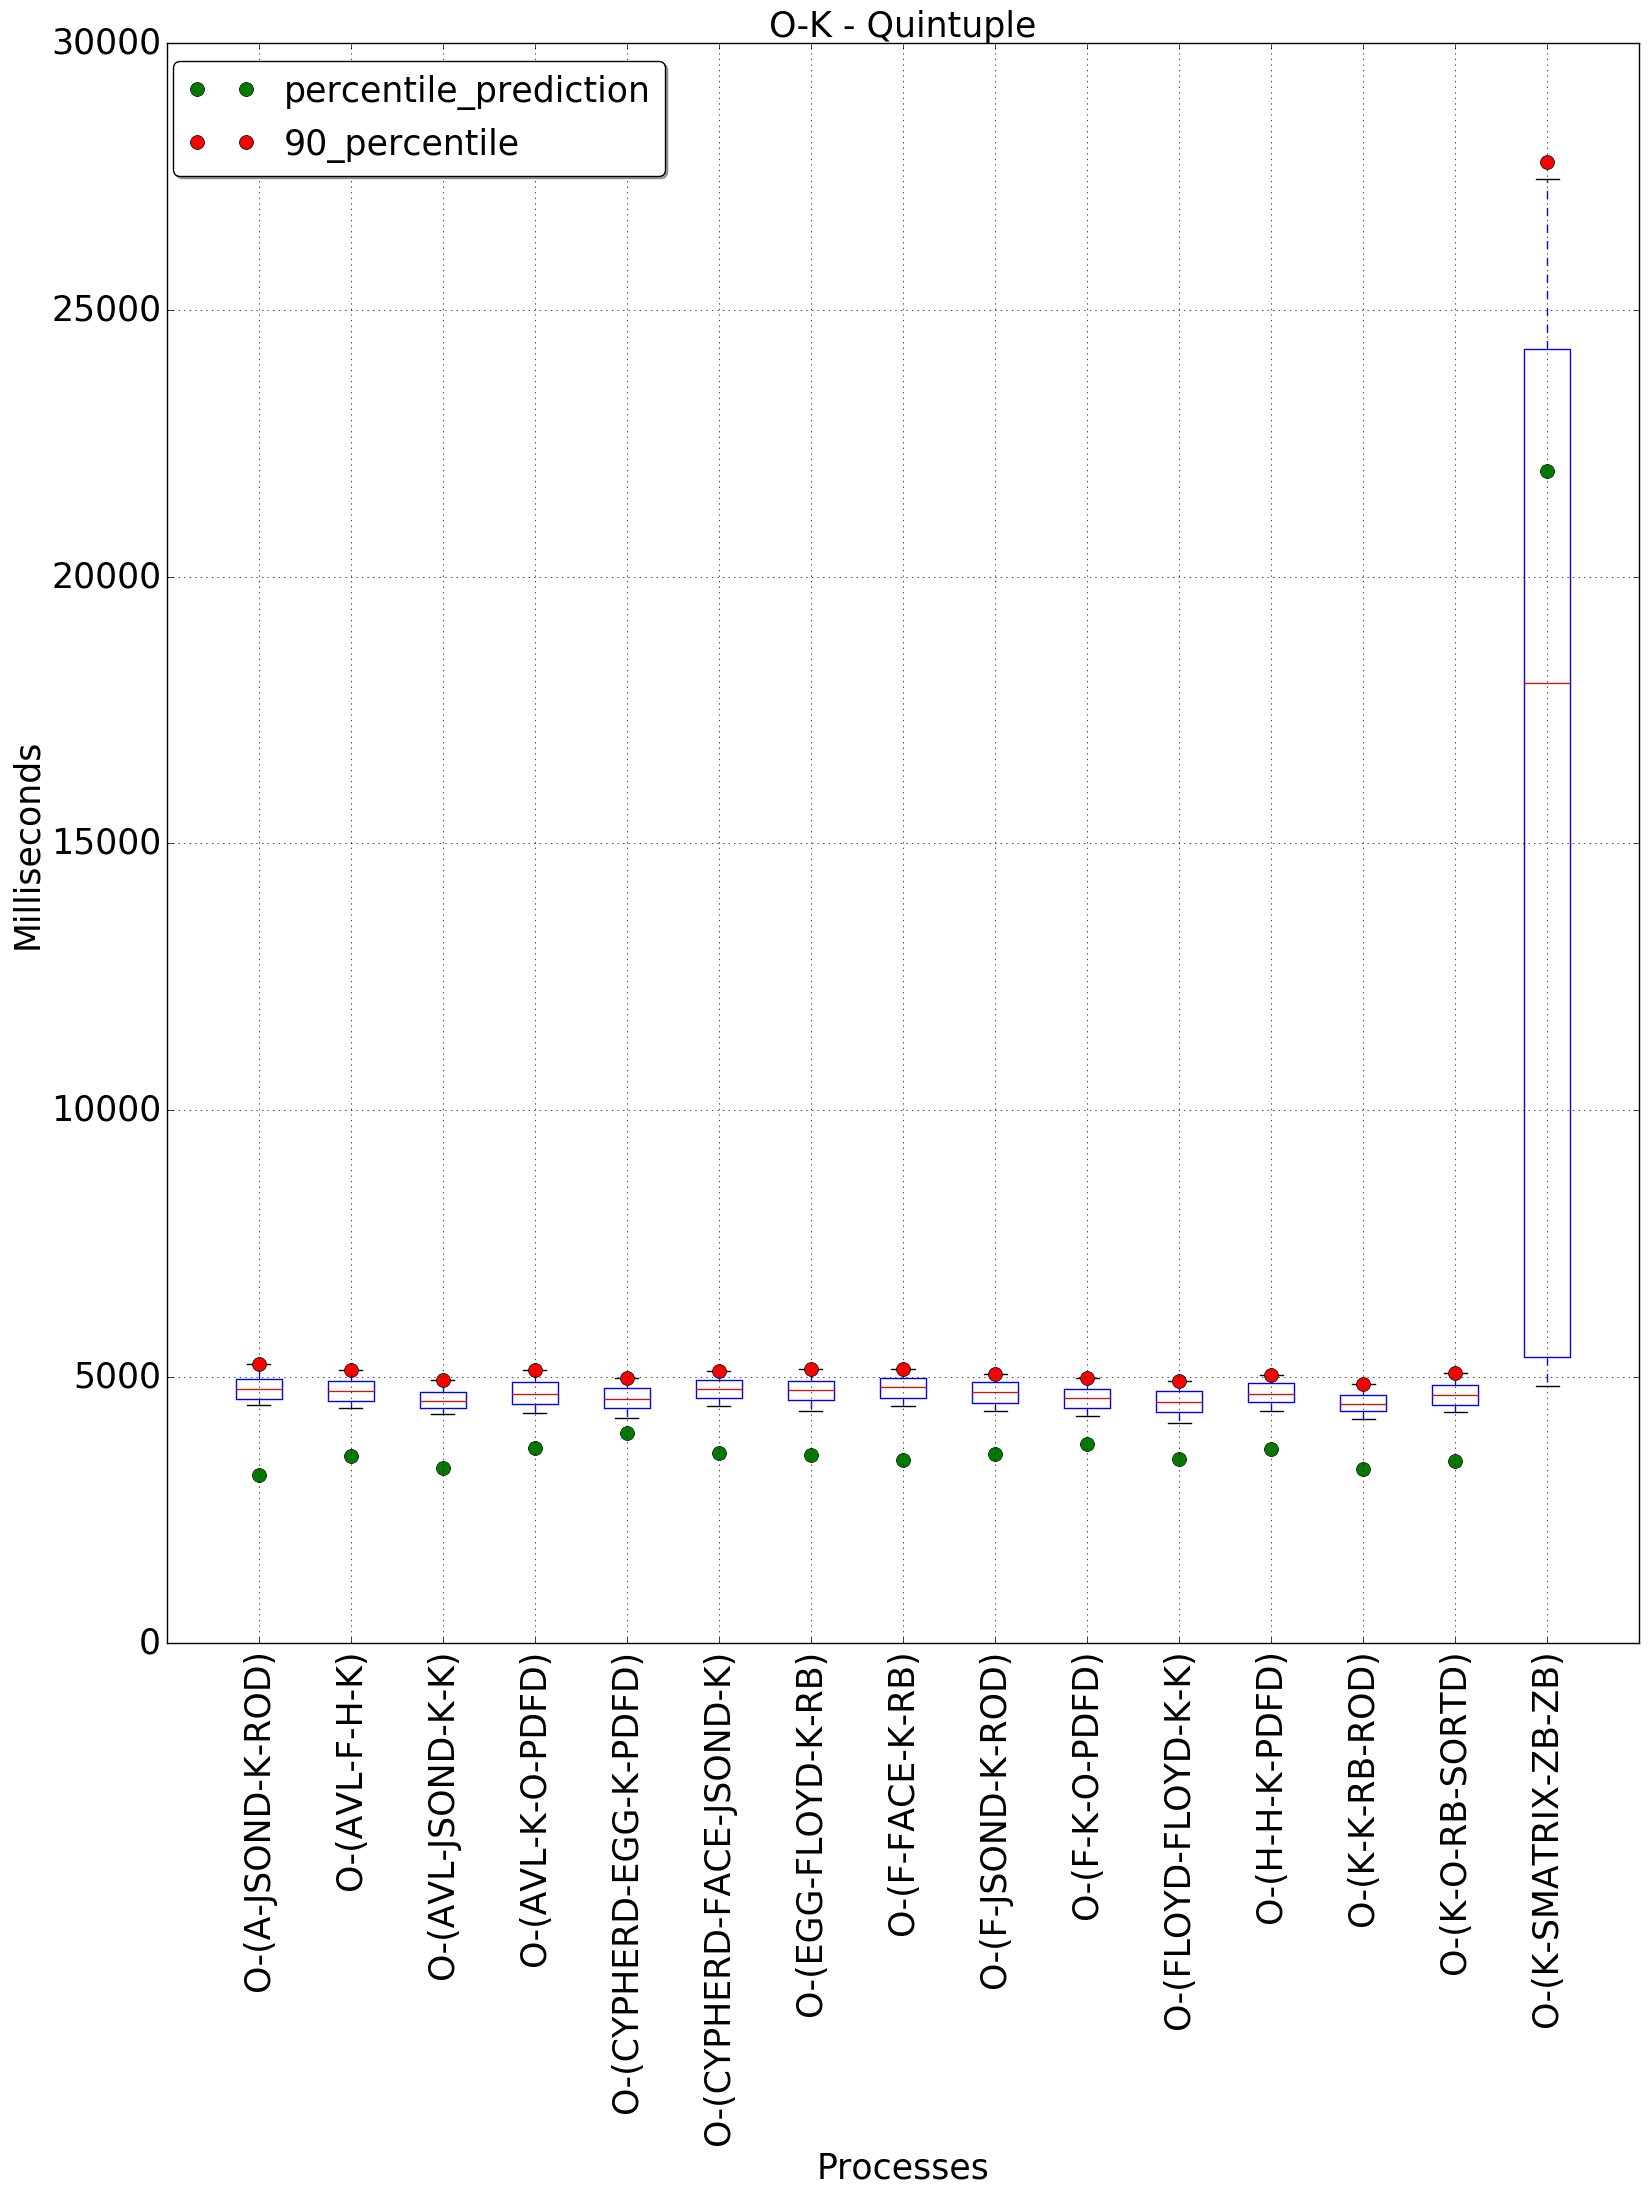 O-K - Quintuple
percentile_prediction
90_percentile
30000
25000
20000
15000
10000
5000
0
Milliseconds
O-(A-JSOND-K-ROD)
O-(AVL-F-H-K)
O-(AVL-JSOND-K-K)
O-(AVL-K-O-PDFD)
O-(CYPHERD-EGG-K-PDFD)
O-(CYPHERD-FACE-JSOND-K)
O-(EGG-FLOYD-K-RB)
O-(F-FACE-K-RB)
O-(F-JSOND-K-ROD)
O-(F-K-O-PDFD)
O-(FLOYD-FLOYD-K-K)
O-(H-H-K-PDFD)
O-(K-K-RB-ROD)
O-(K-O-RB-SORTD)
O-(K-SMATRIX-ZB-ZB)
Processes